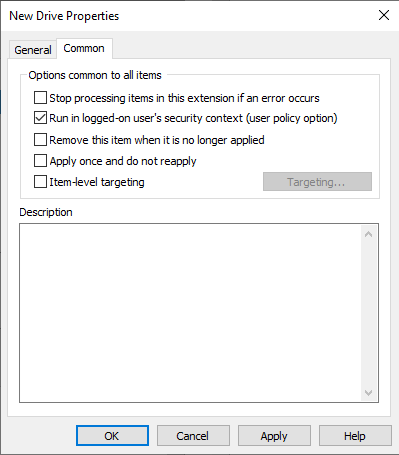 New Drive Properties
General
Common
Options common to all items
Stop processing items in this extension if an error occurs
Run in logged-on user's security context (user policy option)
Remove this item when it is no longer applied
Apply once and do not reapply
Item-level targeting
Targeting...
Description
OK
Cancel
Apply
Help